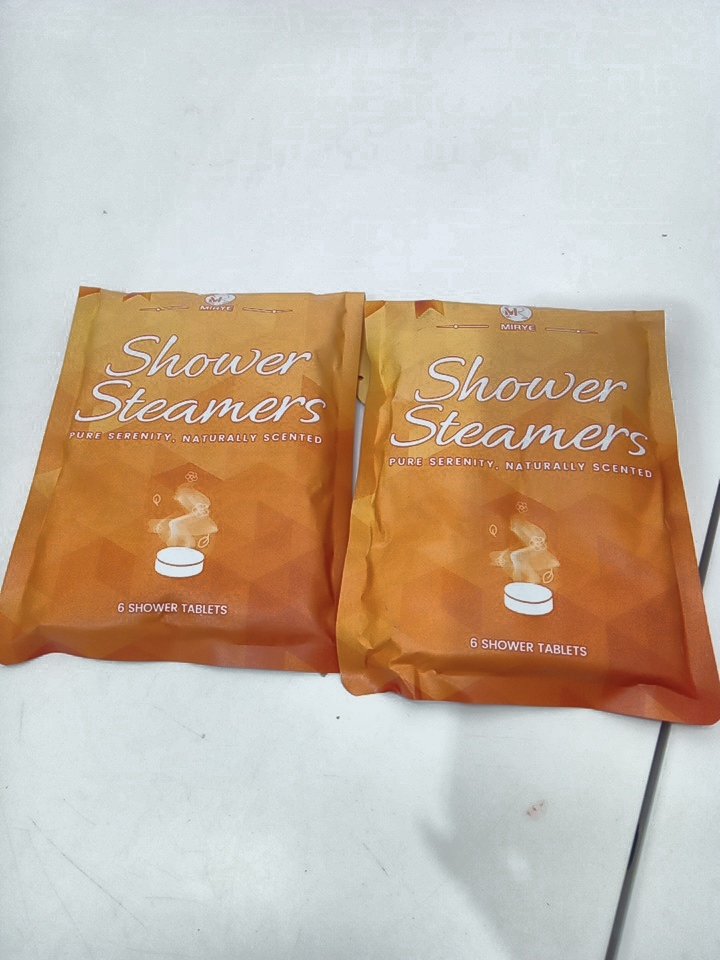 MIRYE
Shower
Steamers
PURE SERENITY, NATURALLY SCENTED
6 SHOWER TABLETS
MIRYE
Shower
Steamers
PURE SERENITY, NATURALLY SCENTED
6 SHOWER TABLETS